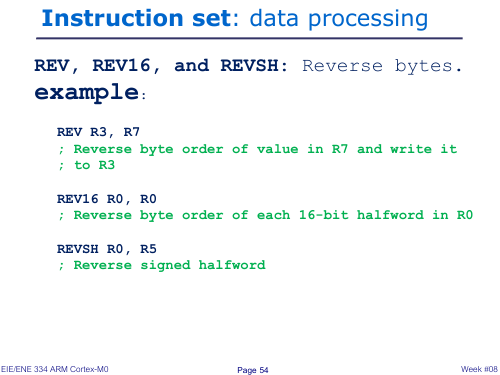 Instruction set: data processing
REV, REV16, and REVSH: Reverse bytes.
example:
REV R3, R7
; Reverse byte order of value in R7 and write it
; to R3
REV16 R0, R0
; Reverse byte order of each 16-bit halfword in R0
REVSH R0, R5
; Reverse signed halfword
EIE/ENE 334 ARM Cortex-M0 Page 54 Week #08